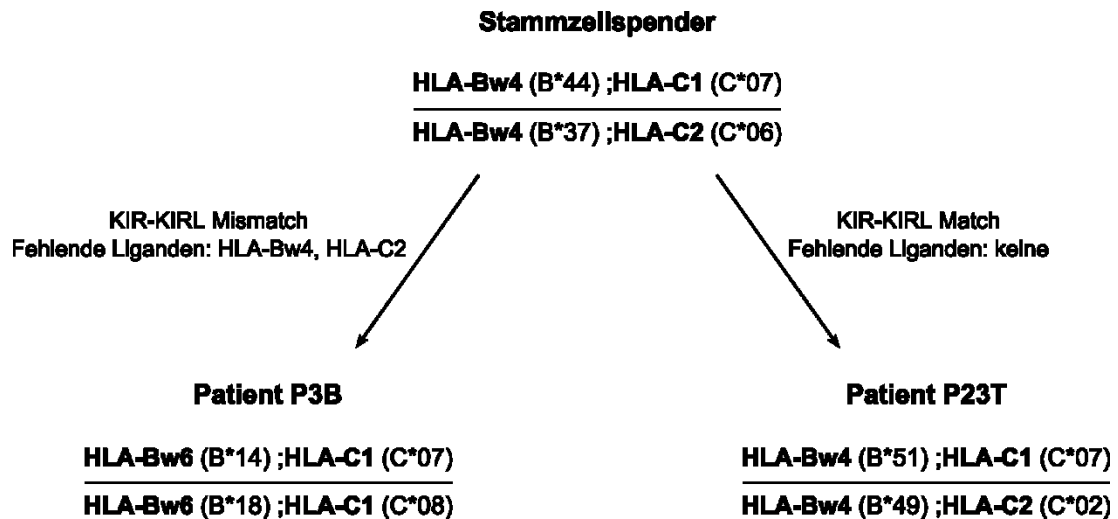 Stammzellspender
HLA-Bw4 (B*44) ;HLA-C1 (C*07)
HLA-Bw4 (B*37) ;HLA-C2 (C*06)
KIR-KIRL Mismatch
Fehlende Liganden: HLA-Bw4, HLA-C2
KIR-KIRL Match
Fehlende Liganden: keine
Patient P3B
HLA-Bw6 (B*14) ;HLA-C1 (C*07)
HLA-Bw6 (B*18) ;HLA-C1 (C*08)
Patient P23T
HLA-Bw4 (B*51) ;HLA-C1 (C*07)
HLA-Bw4 (B*49) ;HLA-C2 (C*02)